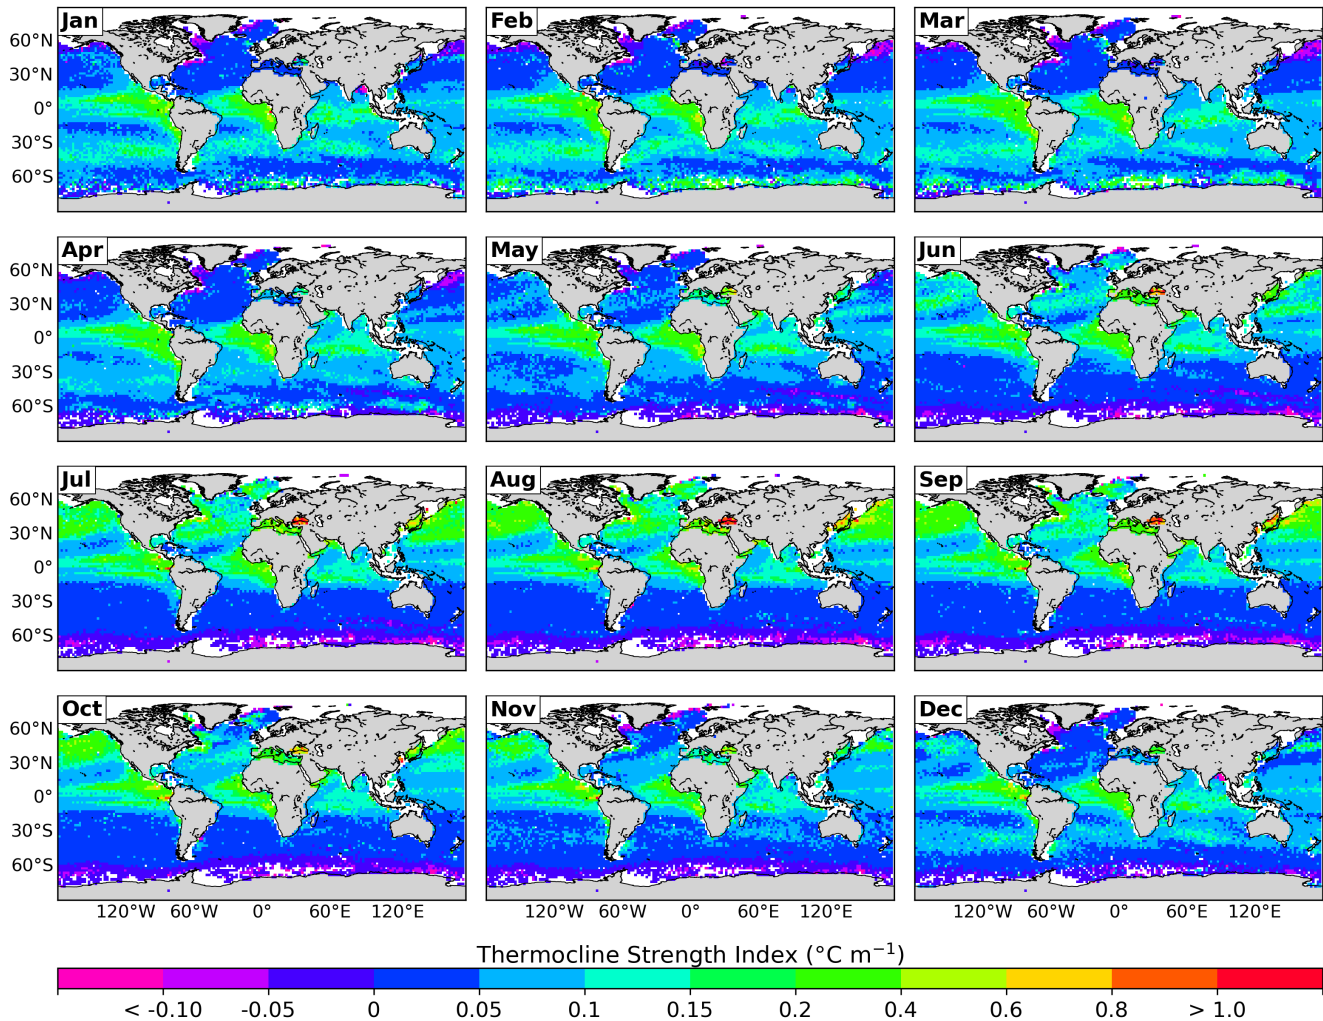 Jan Feb Mar
60°N
30°N
0°
30°S
60°S
Apr May Jun
60°N
30°N
0°
30°S
60°S
Jul Aug Sep
60°N
30°N
0°
30°S
60°S
Oct Nov Dec
60°N
30°N
0°
30°S
60°S
120°W 60°W 0° 60°E 120°E 120°W 60°W 0° 60°E 120°E 120°W 60°W 0° 60°E 120°E
Thermocline Strength Index (°C m⁻¹)
< -0.10 -0.05 0 0.05 0.1 0.15 0.2 0.4 0.6 0.8 > 1.0